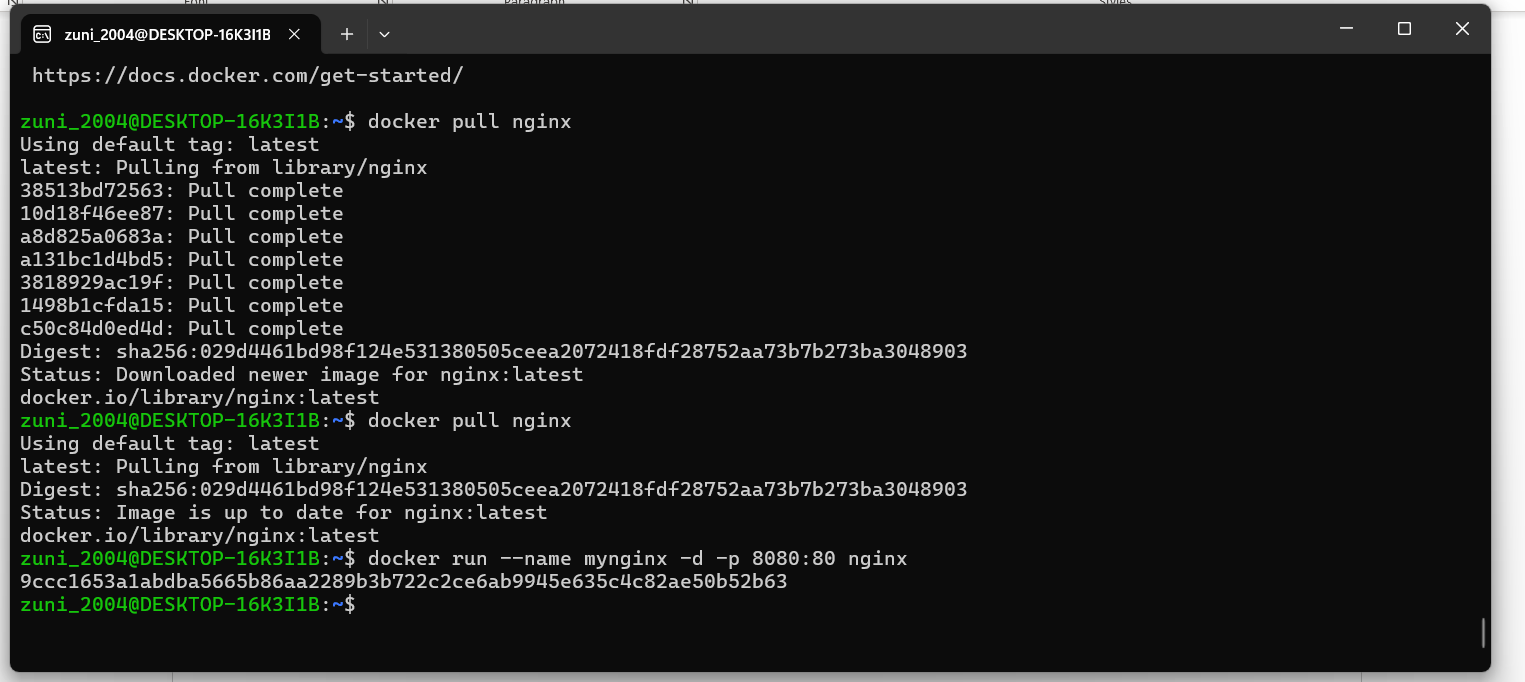 Font
Paragraph
Styles
zuni_2004@DESKTOP-16K3I1B
https://docs.docker.com/get-started/
zuni_2004@DESKTOP-16K3I1B:~$ docker pull nginx
Using default tag: latest
latest: Pulling from library/nginx
38513bd72563: Pull complete
10d18f46ee87: Pull complete
a8d825a0683a: Pull complete
a131bc1d4bd5: Pull complete
3818929ac19f: Pull complete
1498b1cfda15: Pull complete
c50c84d0ed4d: Pull complete
Digest: sha256:029d4461bd98f124e531380505ceea2072418fdf28752aa73b7b273ba3048903
Status: Downloaded newer image for nginx:latest
docker.io/library/nginx:latest
zuni_2004@DESKTOP-16K3I1B:~$ docker pull nginx
Using default tag: latest
latest: Pulling from library/nginx
Digest: sha256:029d4461bd98f124e531380505ceea2072418fdf28752aa73b7b273ba3048903
Status: Image is up to date for nginx:latest
docker.io/library/nginx:latest
zuni_2004@DESKTOP-16K3I1B:~$ docker run --name mynginx -d -p 8080:80 nginx
9ccc1653a1abdba5665b86aa2289b3b722c2ce6ab9945e635c4c82ae50b52b63
zuni_2004@DESKTOP-16K3I1B:~$